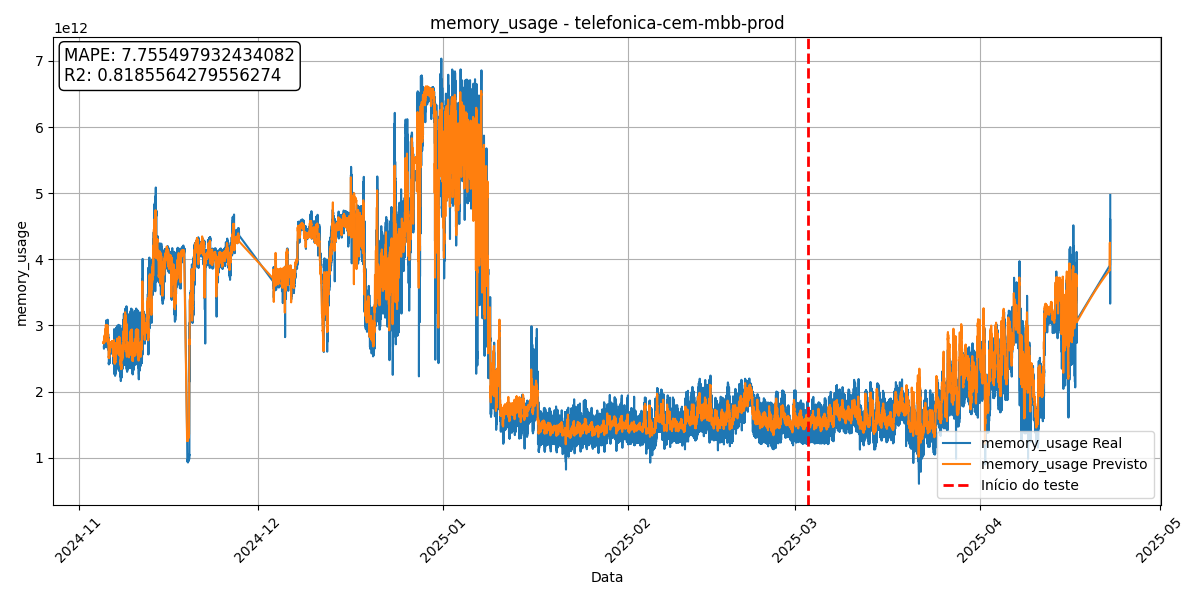 memory_usage - telefonica-cem-mbb-prod
1e12
MAPE: 7.755497932434082
R2: 0.8185564279556274
7
6
5
4
3
2
1
memory_usage
memory_usage Real
memory_usage Previsto
Início do teste
2024-11
2024-12
2025-01
2025-02
2025-03
2025-04
2025-05
Data